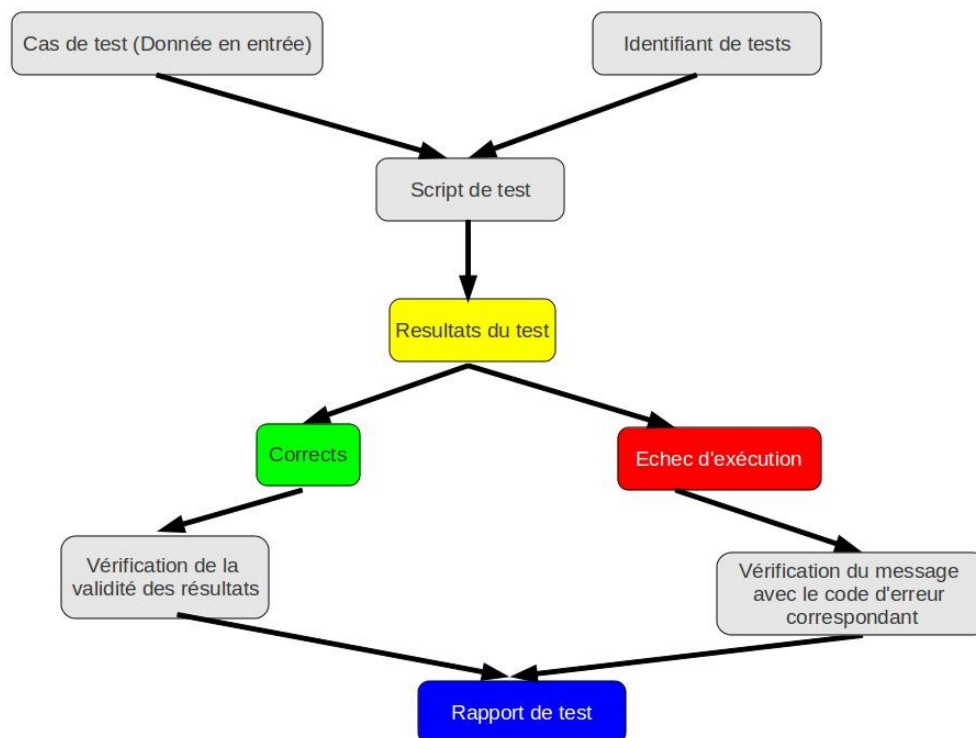 Cas de test (Donnée en entrée)
Identifiant de tests
Script de test
Resultats du test
Corrects
Echec d'exécution
Vérification de la
validité des résultats
Vérification du message
avec le code d'erreur
correspondant
Rapport de test